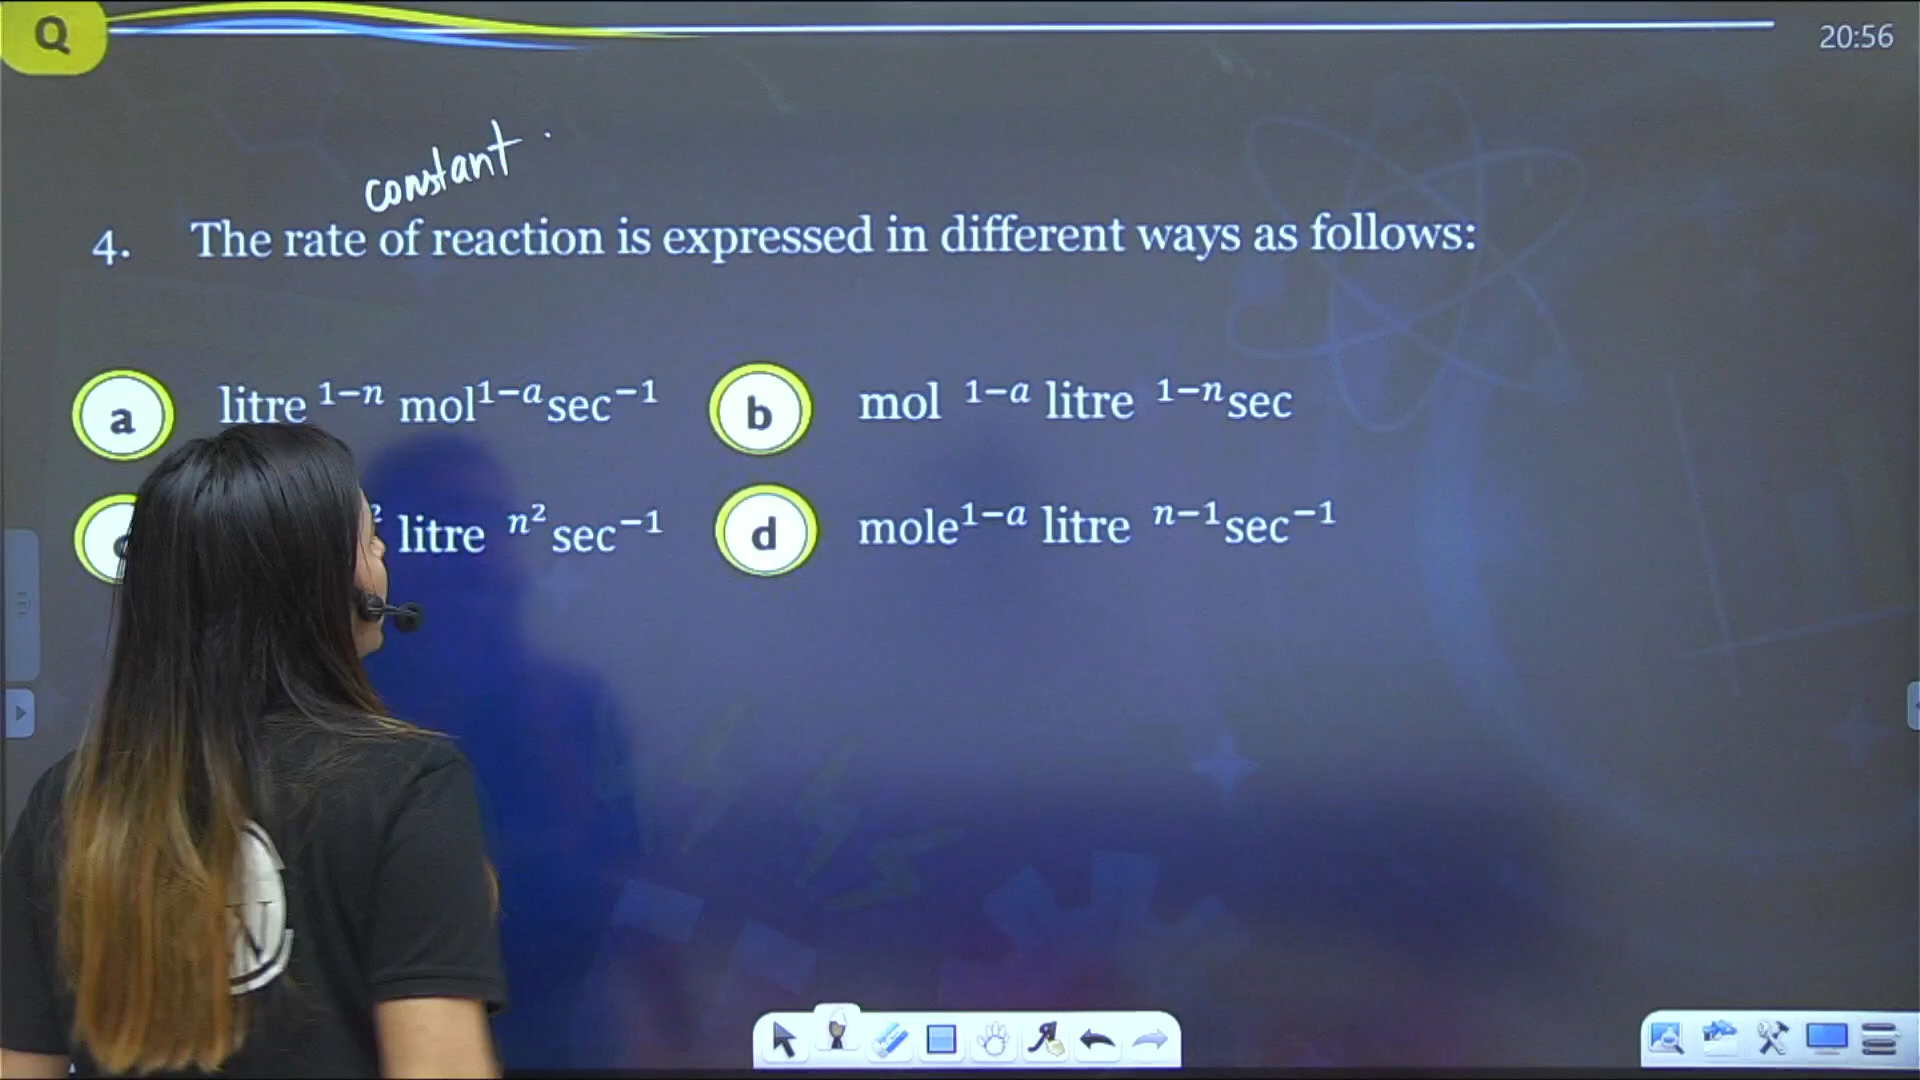 Q
20:56
constant
4. The rate of reaction is expressed in different ways as follows:
a litre ¹⁻ⁿ mol¹⁻ᵃ sec⁻¹
b mol ¹⁻ᵃ litre ¹⁻ⁿ sec
litre n² sec⁻¹
d mole¹⁻ᵃ litre ⁿ⁻¹ sec⁻¹